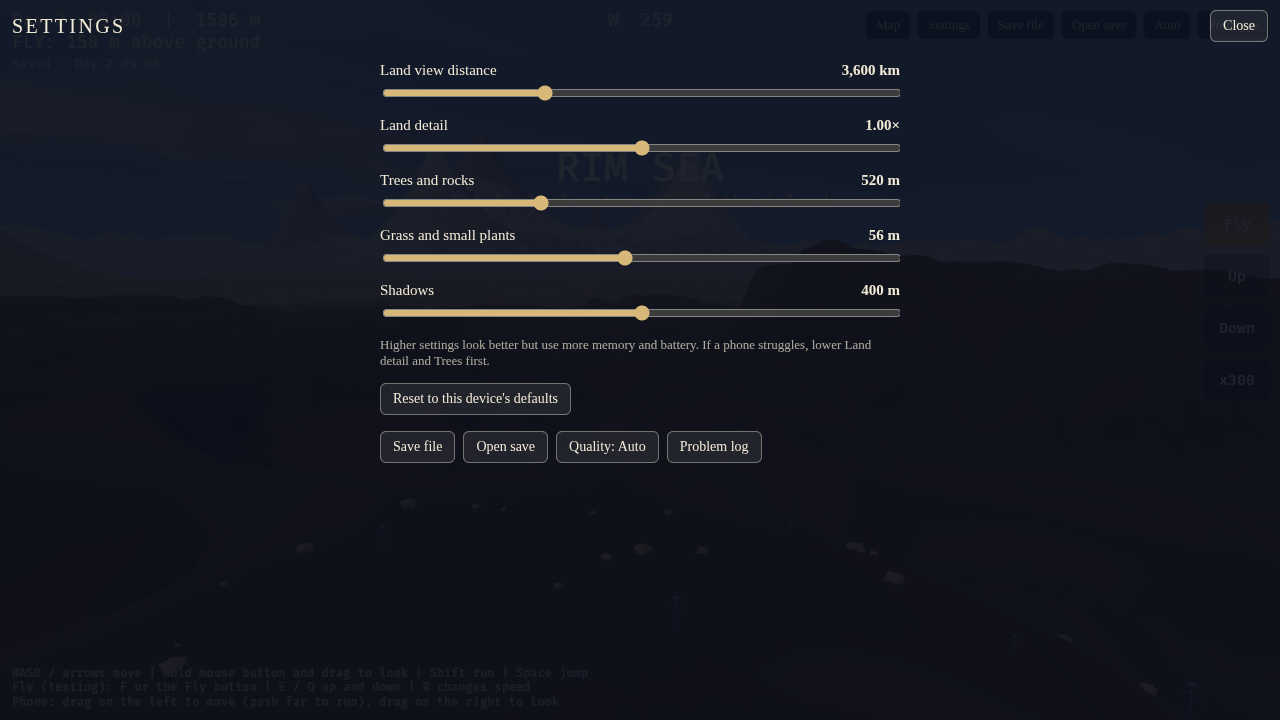 SETTINGS
1586 m
W 259
Map
Settings
Save file
Open save
Auto
Close
FLY: 150 m above ground
Saved - Day 2 09:00
Land view distance
3,600 km
Land detail
1.00×
RIM SEA
Trees and rocks
520 m
Grass and small plants
56 m
Shadows
400 m
Higher settings look better but use more memory and battery. If a phone struggles, lower Land
detail and Trees first.
Reset to this device's defaults
Save file
Open save
Quality: Auto
Problem log
Fly
Up
Down
x300
WASD / arrows move | hold mouse button and drag to look | Shift run | Space jump
Fly (testing): F or the Fly button | E / Q up and down | R changes speed
Phone: drag on the left to move (push far to run), drag on the right to look